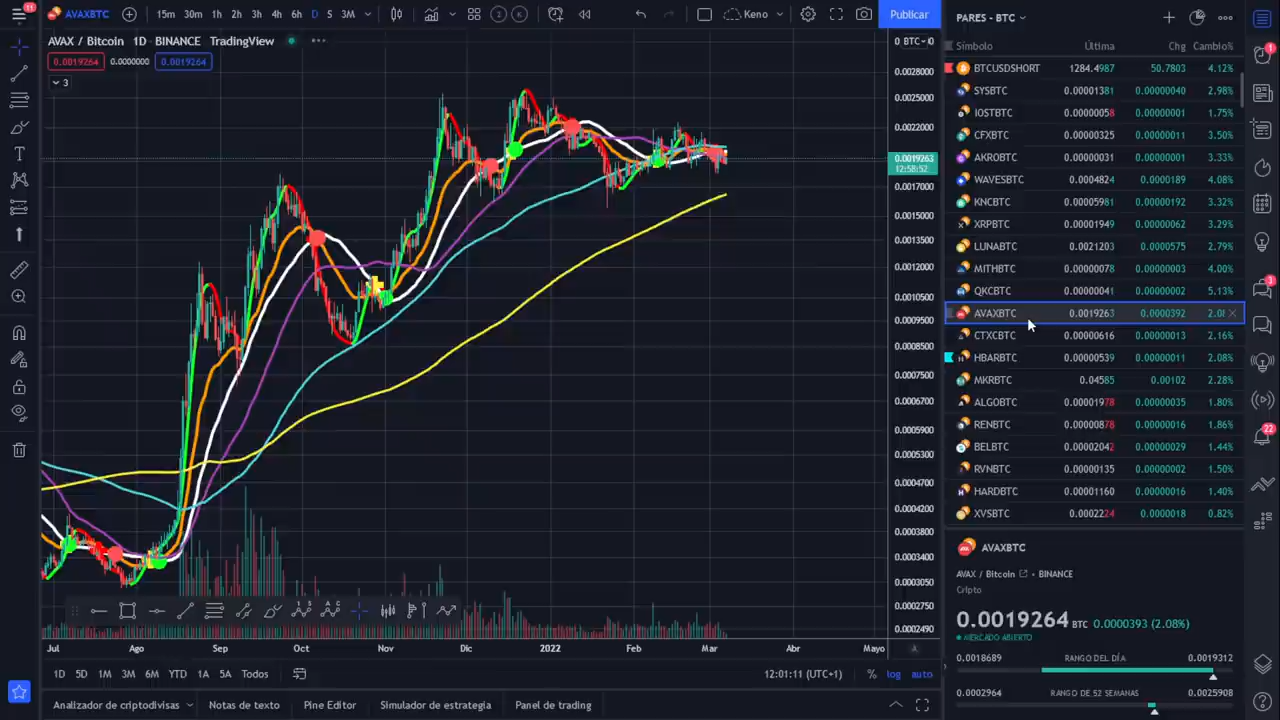 11
AVAXBTC
15m 30m 1h 2h 3h 4h 6h D S 3M
Keno
Publicar
PARES - BTC
AVAX / Bitcoin 1D BINANCE TradingView
0.0019264 0.0000000 0.0019264
3
BTC
0.0028000
0.0025000
0.0022000
0.0019263
12:58:52
0.0017000
0.0015000
0.0013500
0.0012000
0.0010500
0.0009500
0.0008500
0.0007500
0.0006700
0.0005900
0.0005300
0.0004700
0.0004200
0.0003800
0.0003400
0.0003050
0.0002750
0.0002490
Jul Ago Sep Oct Nov Dic 2022 Feb Mar Abr Mayo
A
1D 5D 1M 3M 6M YTD 1A 5A Todos
12:01:11 (UTC+1) % log auto
Analizador de criptodivisas Notas de texto Pine Editor Simulador de estrategia Panel de trading
Símbolo Última Chg Cambio%
BTCUSDSHORT 1284.4987 50.7803 4.12%
SYSBTC 0.00001381 0.00000040 2.98%
IOSTBTC 0.00000058 0.00000001 1.75%
CFXBTC 0.00000325 0.00000011 3.50%
AKROBTC 0.00000031 0.00000001 3.33%
WAVESBTC 0.0004824 0.0000189 4.08%
KNCBTC 0.00005981 0.00000192 3.32%
XRPBTC 0.00001949 0.00000062 3.29%
LUNABTC 0.0021203 0.0000575 2.79%
MITHBTC 0.00000078 0.00000003 4.00%
QKCBTC 0.00000041 0.00000002 5.13%
AVAXBTC 0.0019263 0.0000392
CTXCBTC 0.00000616 0.00000013 2.16%
HBARBTC 0.00000539 0.00000011 2.08%
MKRBTC 0.04585 0.00102 2.28%
ALGOBTC 0.00001978 0.00000035 1.80%
RENBTC 0.00000878 0.00000016 1.86%
BELBTC 0.00002042 0.00000029 1.44%
RVNBTC 0.00000135 0.00000002 1.50%
HARDBTC 0.00001160 0.00000016 1.40%
XVSBTC 0.0002224 0.0000018 0.82%
AVAXBTC
AVAX / Bitcoin • BINANCE
Cripto
0.0019264 BTC 0.0000393 (2.08%)
MERCADO ABIERTO
0.0018689 RANGO DEL DÍA 0.0019312
0.0002964 RANGO DE 52 SEMANAS 0.0025908
1
3
22